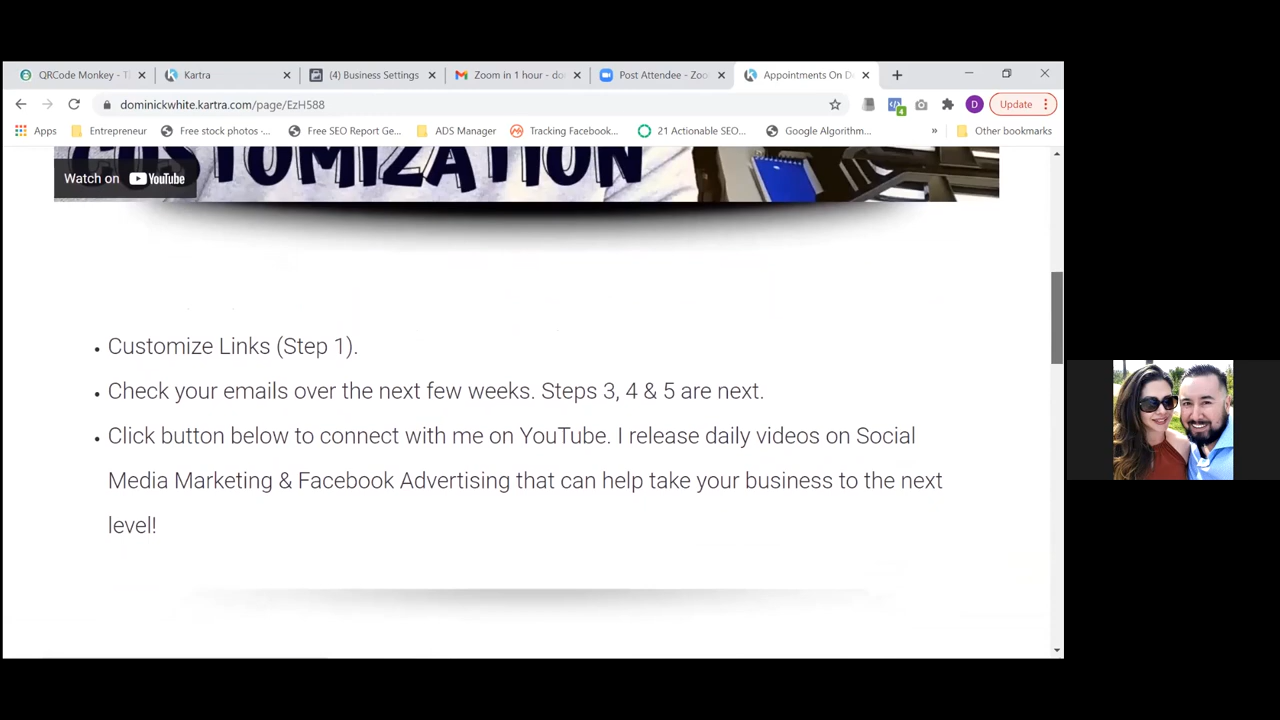 QRCode Monkey - T
Kartra
(4) Business Settings
Zoom in 1 hour - do
Post Attendee - Zoo
Appointments On D
dominickwhite.kartra.com/page/EzH588
4
D
Update
Apps
Entrepreneur
Free stock photos -...
Free SEO Report Ge...
ADS Manager
Tracking Facebook...
21 Actionable SEO...
Google Algorithm...
»
Other bookmarks
CUSTOMIZATION
Watch on YouTube
• Customize Links (Step 1).
• Check your emails over the next few weeks. Steps 3, 4 & 5 are next.
• Click button below to connect with me on YouTube. I release daily videos on Social
Media Marketing & Facebook Advertising that can help take your business to the next
level!